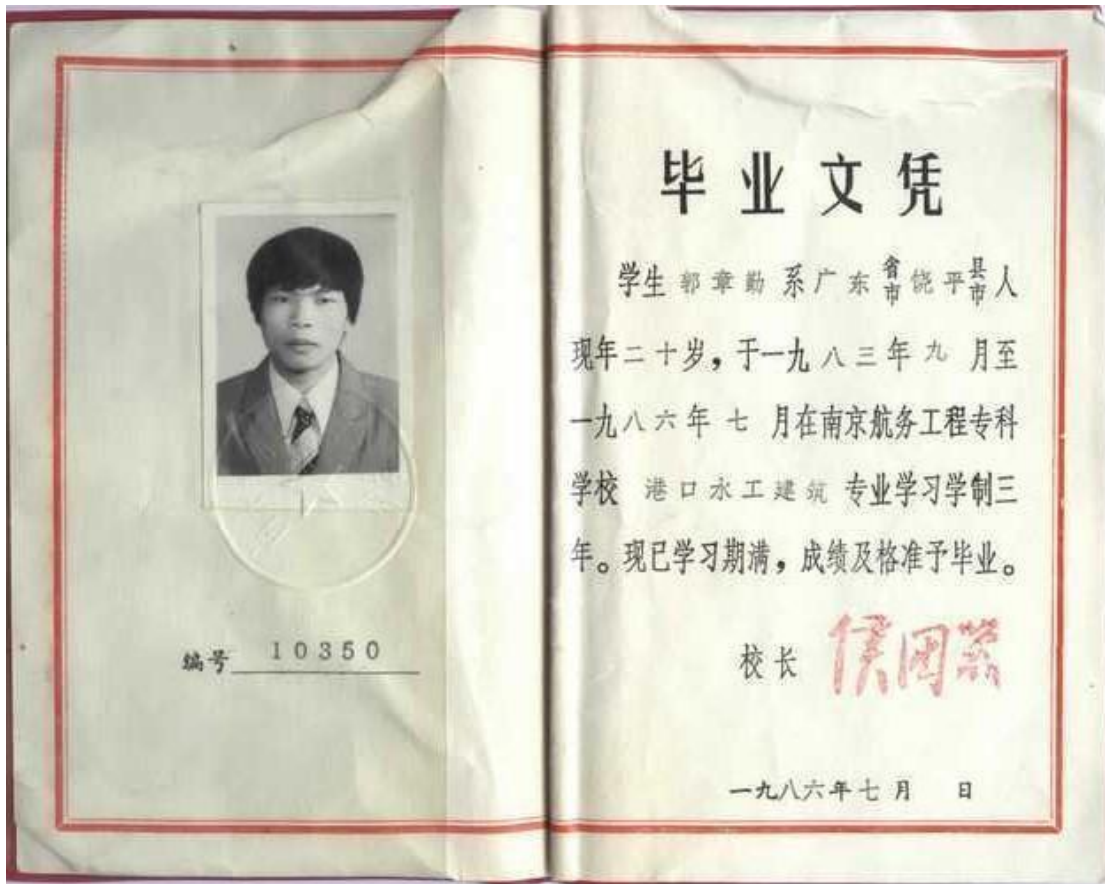 编号 10350
毕业文凭
学生 郭章勤 系广东省市饶平县市人
现年二十岁，于一九八三年九月至
一九八六年七月在南京航务工程专科
学校 港口水工建筑 专业学习学制三
年。现已学习期满，成绩及格准予毕业。
校长
一九八六年七月 日